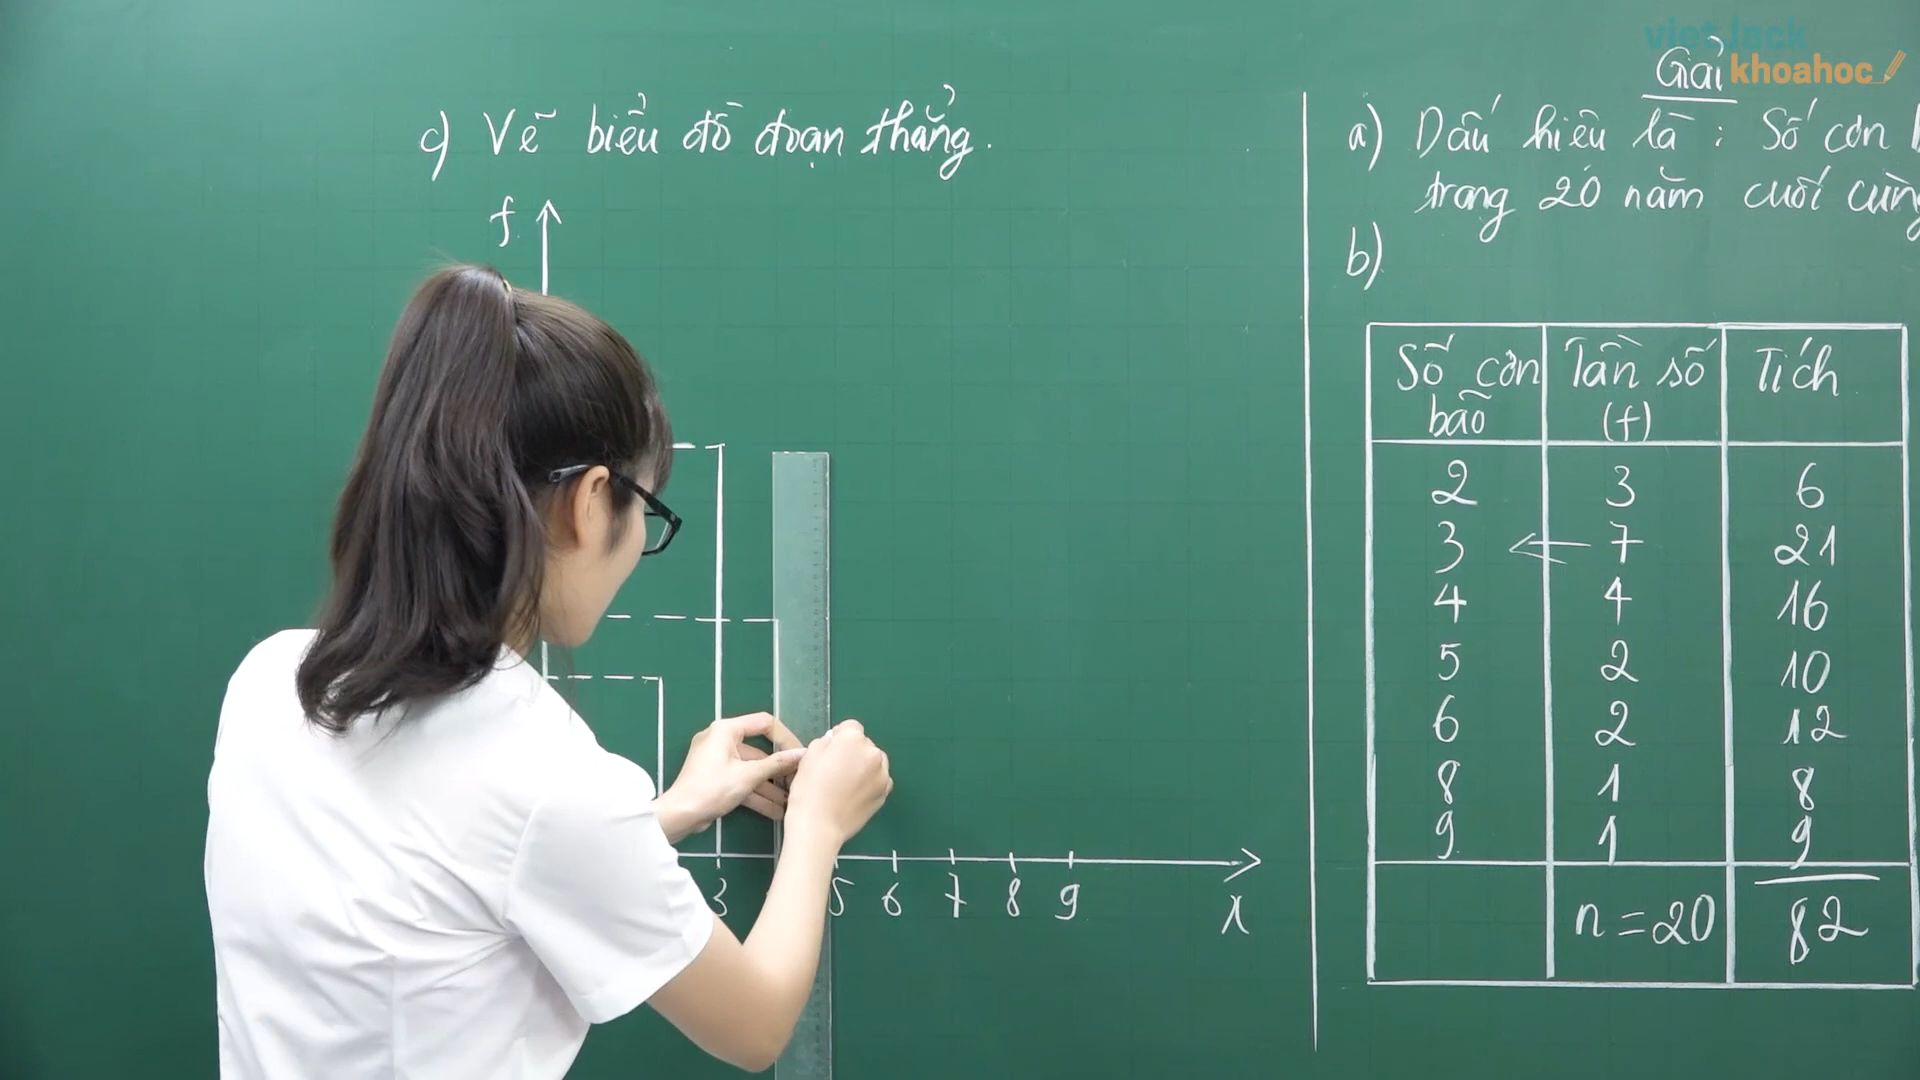 viet Jack
khoahoc
Giải
c) Vẽ biểu đồ đoạn thẳng.
f
3 5 6 7 8 9 x
a) Dấu hiệu là : Số cơn
trong 20 năm cuối cùng
b)
Số cơn bão Tần số (f) Tích
2 3 6
3 7 21
4 4 16
5 2 10
6 2 12
8 1 8
9 1 9
n = 20 82